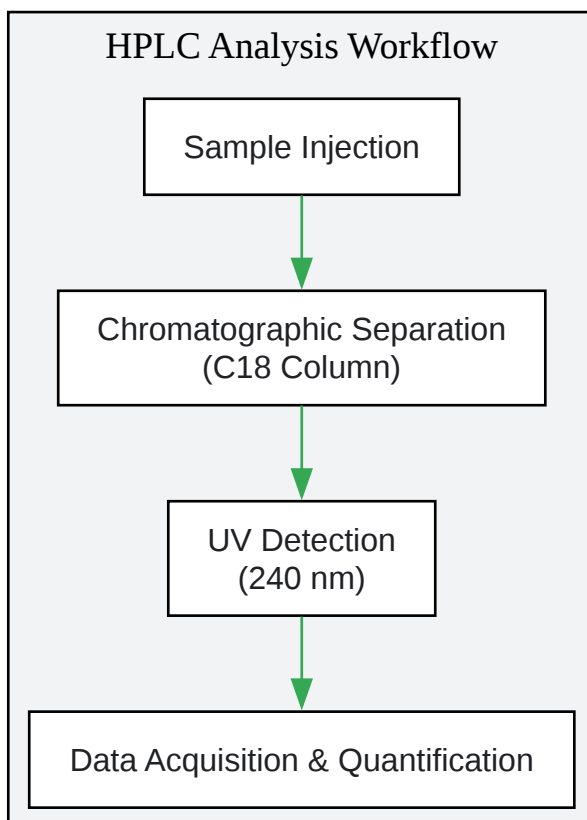 HPLC Analysis Workflow
Sample Injection
Chromatographic Separation
(C18 Column)
UV Detection
(240 nm)
Data Acquisition & Quantification